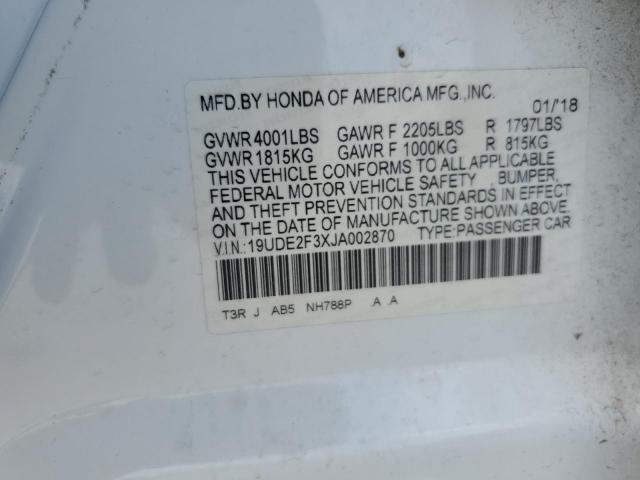 MFD.BY HONDA OF AMERICA MFG.,INC. 01/'18
GVWR 4001LBS GAWR F 2205LBS R 1797LBS
GVWR 1815KG GAWR F 1000KG R 815KG
THIS VEHICLE CONFORMS TO ALL APPLICABLE
FEDERAL MOTOR VEHICLE SAFETY , BUMPER,
AND THEFT PREVENTION STANDARDS IN EFFECT
ON THE DATE OF MANUFACTURE SHOWN ABOVE
V.I.N.:19UDE2F3XJA002870 TYPE:PASSENGER CAR
T3R J AB5 NH788P A A